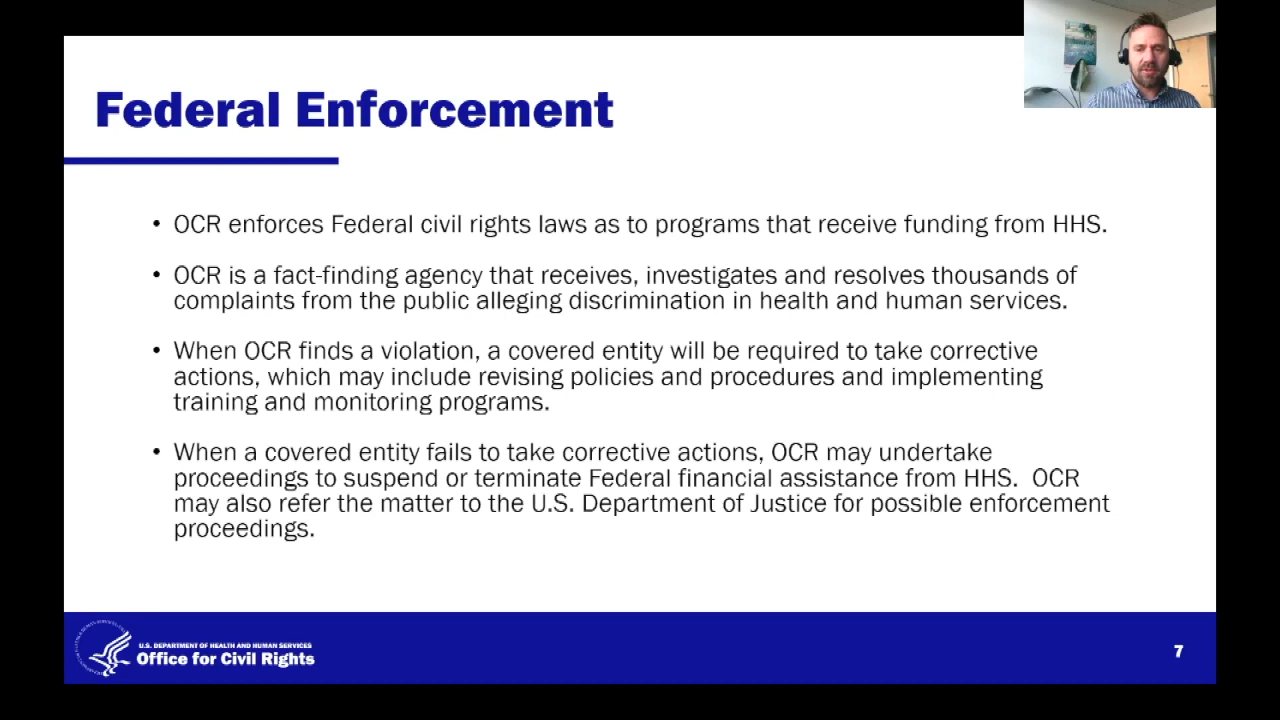 Federal Enforcement
• OCR enforces Federal civil rights laws as to programs that receive funding from HHS.
• OCR is a fact-finding agency that receives, investigates and resolves thousands of
complaints from the public alleging discrimination in health and human services.
• When OCR finds a violation, a covered entity will be required to take corrective
actions, which may include revising policies and procedures and implementing
training and monitoring programs.
• When a covered entity fails to take corrective actions, OCR may undertake
proceedings to suspend or terminate Federal financial assistance from HHS.  OCR
may also refer the matter to the U.S. Department of Justice for possible enforcement
proceedings.
U.S. DEPARTMENT OF HEALTH AND HUMAN SERVICES
Office for Civil Rights
7